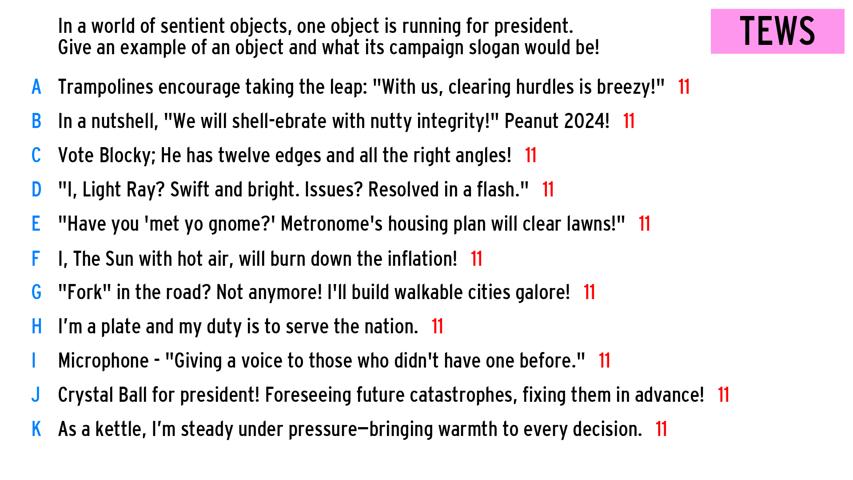 In a world of sentient objects, one object is running for president.
Give an example of an object and what its campaign slogan would be!
TEWS
A Trampolines encourage taking the leap: "With us, clearing hurdles is breezy!" 11
B In a nutshell, "We will shell-ebrate with nutty integrity!" Peanut 2024! 11
C Vote Blocky; He has twelve edges and all the right angles! 11
D "I, Light Ray? Swift and bright. Issues? Resolved in a flash." 11
E "Have you 'met yo gnome?' Metronome's housing plan will clear lawns!" 11
F I, The Sun with hot air, will burn down the inflation! 11
G "Fork" in the road? Not anymore! I'll build walkable cities galore! 11
H I’m a plate and my duty is to serve the nation. 11
I Microphone - "Giving a voice to those who didn't have one before." 11
J Crystal Ball for president! Foreseeing future catastrophes, fixing them in advance! 11
K As a kettle, I’m steady under pressure—bringing warmth to every decision. 11